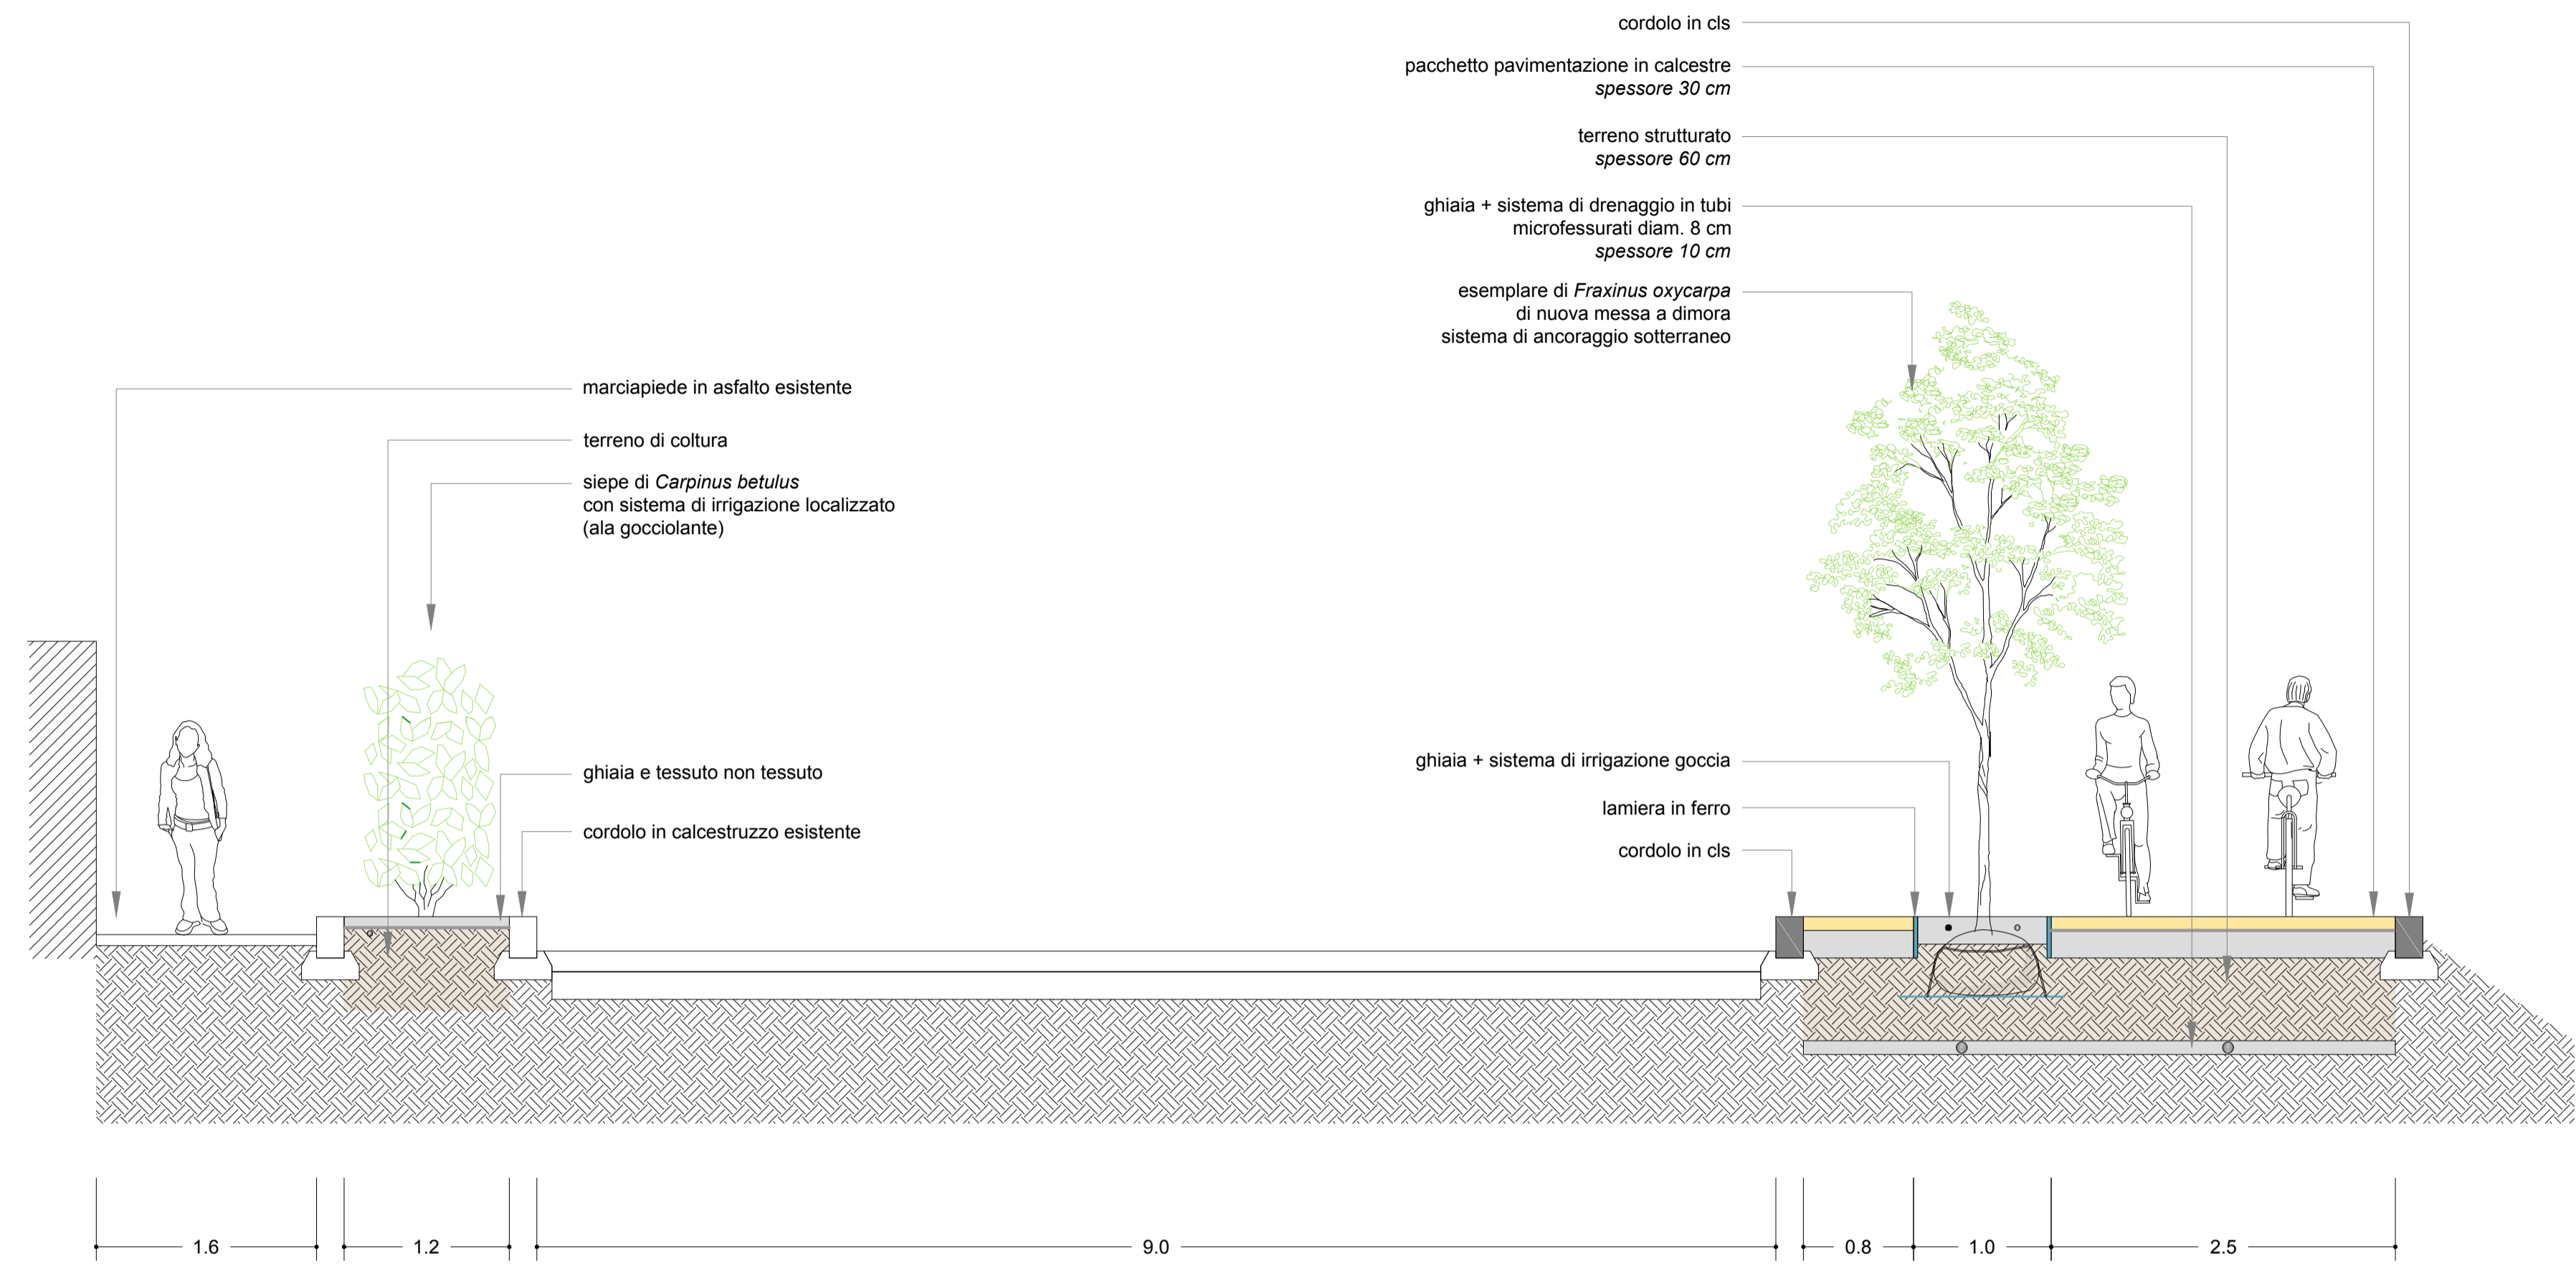 cordolo in cls
pacchetto pavimentazione in calcestre
spessore 30 cm
terreno strutturato
spessore 60 cm
ghiaia + sistema di drenaggio in tubi
microfessurati diam. 8 cm
spessore 10 cm
esemplare di Fraxinus oxycarpa
di nuova messa a dimora
sistema di ancoraggio sotterraneo
marciapiede in asfalto esistente
terreno di coltura
siepe di Carpinus betulus
con sistema di irrigazione localizzato
(ala gocciolante)
ghiaia e tessuto non tessuto
cordolo in calcestruzzo esistente
ghiaia + sistema di irrigazione goccia
lamiera in ferro
cordolo in cls
1.6
1.2
9.0
0.8
1.0
2.5